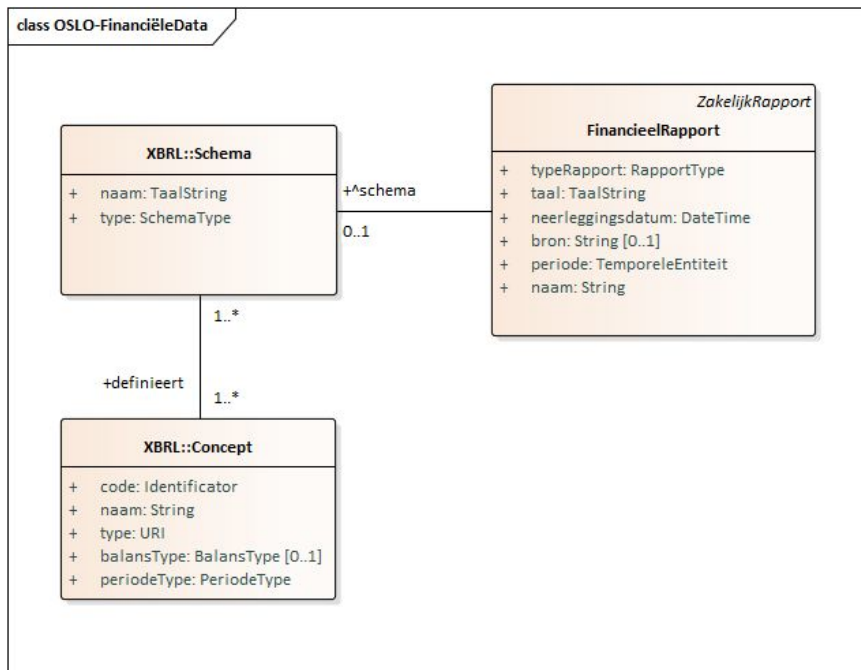 class OSLO-FinanciëleData
XBRL::Schema
+ naam: TaalString
+ type: SchemaType
+^schema
0..1
ZakelijkRapport
FinancieelRapport
+ typeRapport: RapportType
+ taal: TaalString
+ neerleggingsdatum: DateTime
+ bron: String [0..1]
+ periode: TemporeleEntiteit
+ naam: String
1..*
+definieert
1..*
XBRL::Concept
+ code: Identificator
+ naam: String
+ type: URI
+ balansType: BalansType [0..1]
+ periodeType: PeriodeType